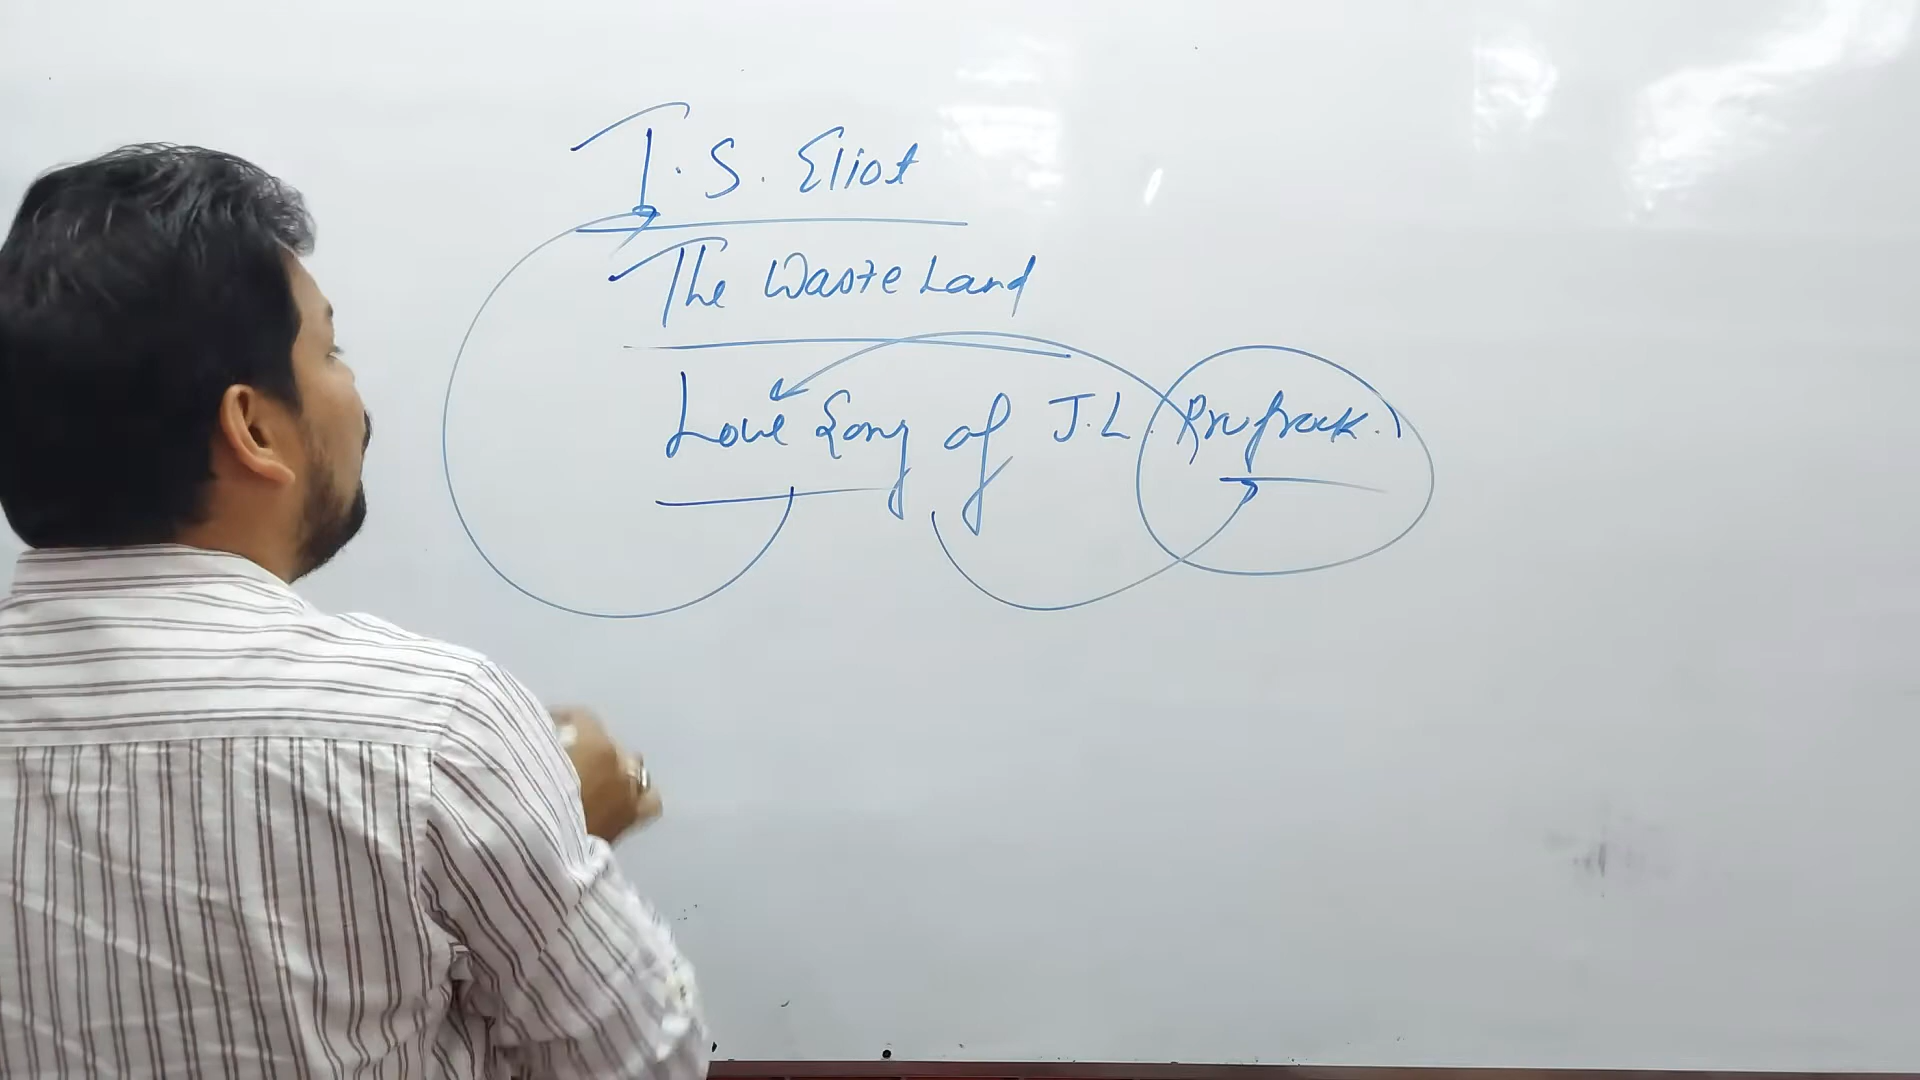 T. S. Eliot
The Waste Land
Love Song of J. L. Prufrock.